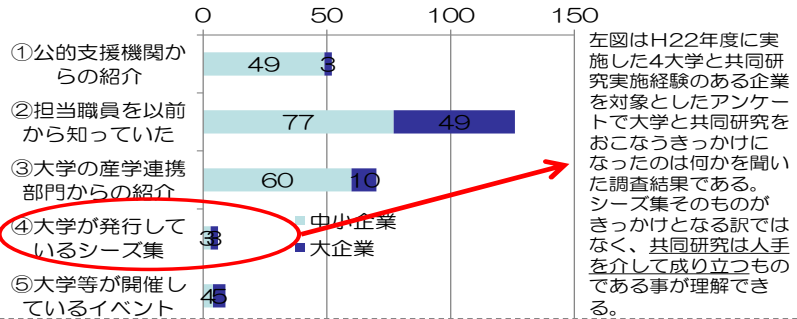 0 50 100 150
①公的支援機関か
らの紹介
49 3
②担当職員を以前
から知っていた
77 49
③大学の産学連携
部門からの紹介
60 10
④大学が発行して
いるシーズ集
3 3
⑤大学等が開催し
ているイベント
4 5
中小企業
大企業
左図はH22年度に実
施した4大学と共同研
究実施経験のある企業
を対象としたアンケー
トで大学と共同研究を
おこなうきっかけに
なったのは何かを聞い
た調査結果である。
シーズ集そのものが
きっかけとなる訳では
なく、共同研究は人手
を介して成り立つもの
である事が理解でき
る。